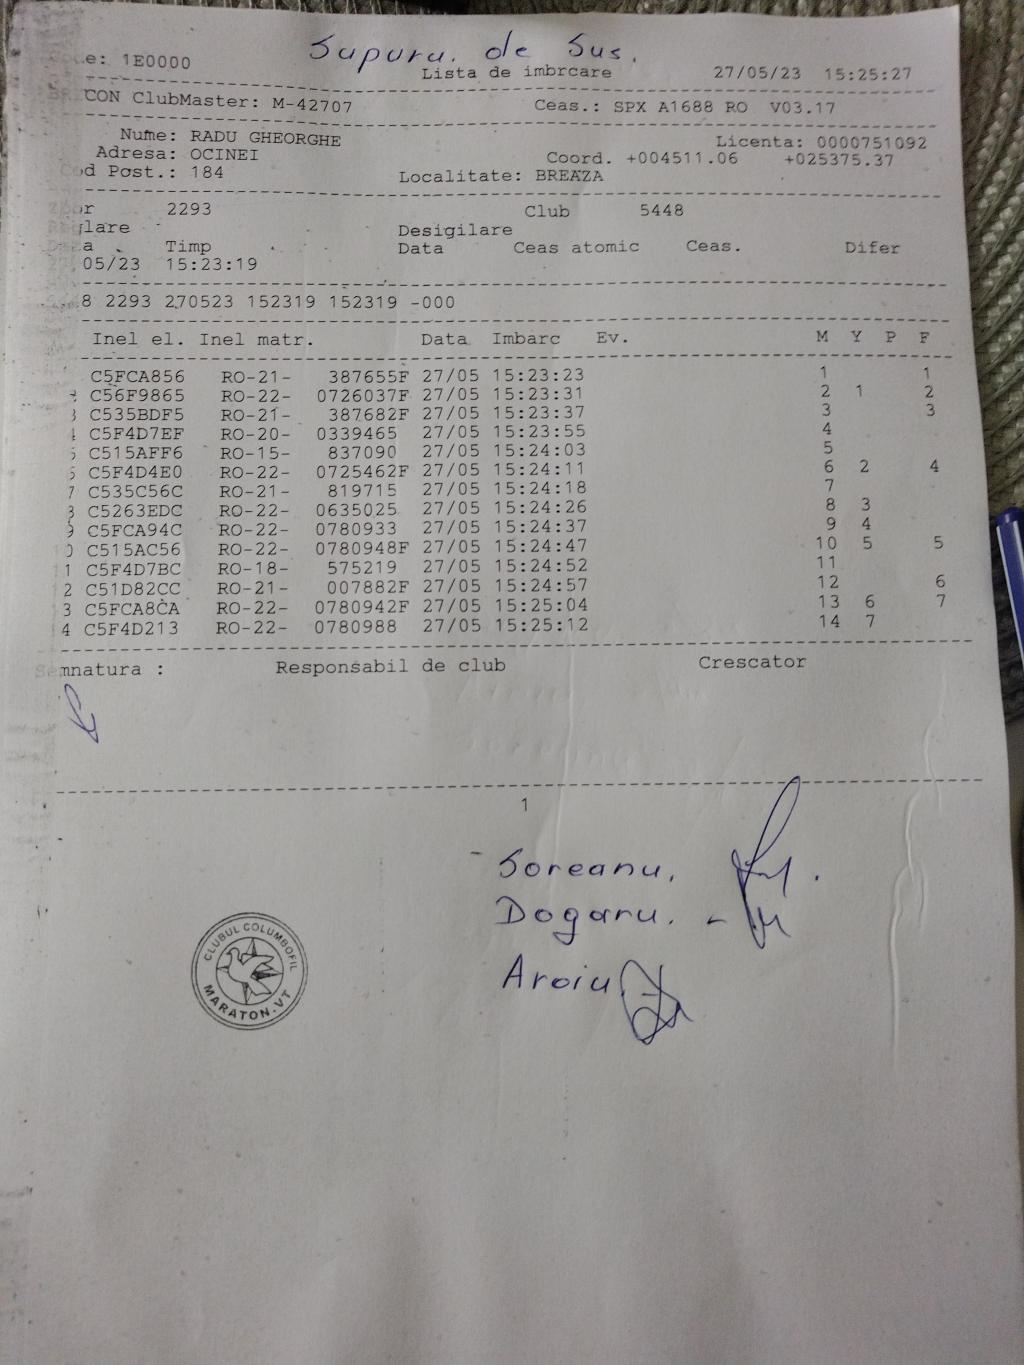 Supuru. de Sus.
e: 1E0000 Lista de imbrcare 27/05/23 15:25:27
CON ClubMaster: M-42707 Ceas.: SPX A1688 RO V03.17
Nume: RADU GHEORGHE Licenta: 0000751092
Adresa: OCINEI Coord. +004511.06 +025375.37
od Post.: 184 Localitate: BREAZA
or 2293 Club 5448
glare Desigilare
a Timp Data Ceas atomic Ceas. Difer
05/23 15:23:19
8 2293 270523 152319 152319 -000
Inel el. Inel matr. Data Imbarc Ev. M Y P F
C5FCA856 RO-21- 387655F 27/05 15:23:23 1 1
2 C56F9865 RO-22- 0726037F 27/05 15:23:31 2 1 2
3 C535BDF5 RO-21- 387682F 27/05 15:23:37 3 3
4 C5F4D7EF RO-20- 0339465 27/05 15:23:55 4
5 C515AFF6 RO-15- 837090 27/05 15:24:03 5
6 C5F4D4E0 RO-22- 0725462F 27/05 15:24:11 6 2 4
7 C535C56C RO-21- 819715 27/05 15:24:18 7
8 C5263EDC RO-22- 0635025 27/05 15:24:26 8 3
9 C5FCA94C RO-22- 0780933 27/05 15:24:37 9 4
0 C515AC56 RO-22- 0780948F 27/05 15:24:47 10 5 5
1 C5F4D7BC RO-18- 575219 27/05 15:24:52 11
2 C51D82CC RO-21- 007882F 27/05 15:24:57 12 6
3 C5FCA8CA RO-22- 0780942F 27/05 15:25:04 13 6 7
4 C5F4D213 RO-22- 0780988 27/05 15:25:12 14 7
Semnatura : Responsabil de club Crescator
1
Soreanu.
Dogaru.
Aroiu
CLUBUL COLUMBOFIL
MARATON.VT